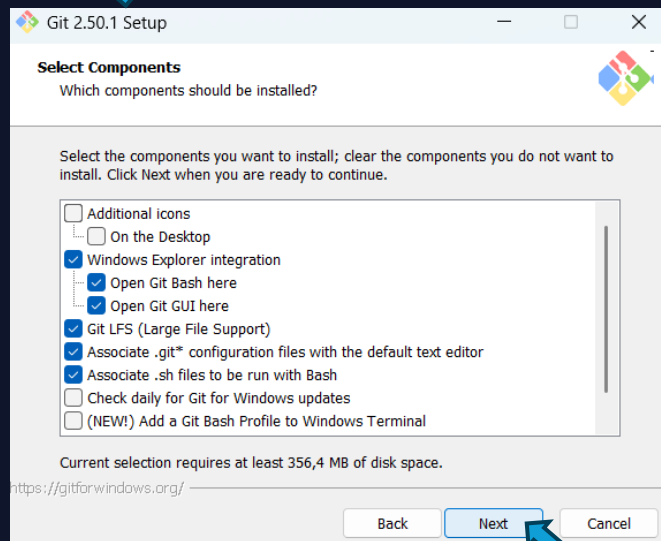 Git 2.50.1 Setup
Select Components
Which components should be installed?
Select the components you want to install; clear the components you do not want to
install. Click Next when you are ready to continue.
Additional icons
On the Desktop
Windows Explorer integration
Open Git Bash here
Open Git GUI here
Git LFS (Large File Support)
Associate .git* configuration files with the default text editor
Associate .sh files to be run with Bash
Check daily for Git for Windows updates
(NEW!) Add a Git Bash Profile to Windows Terminal
Current selection requires at least 356,4 MB of disk space.
https://gitforwindows.org/
Back Next Cancel